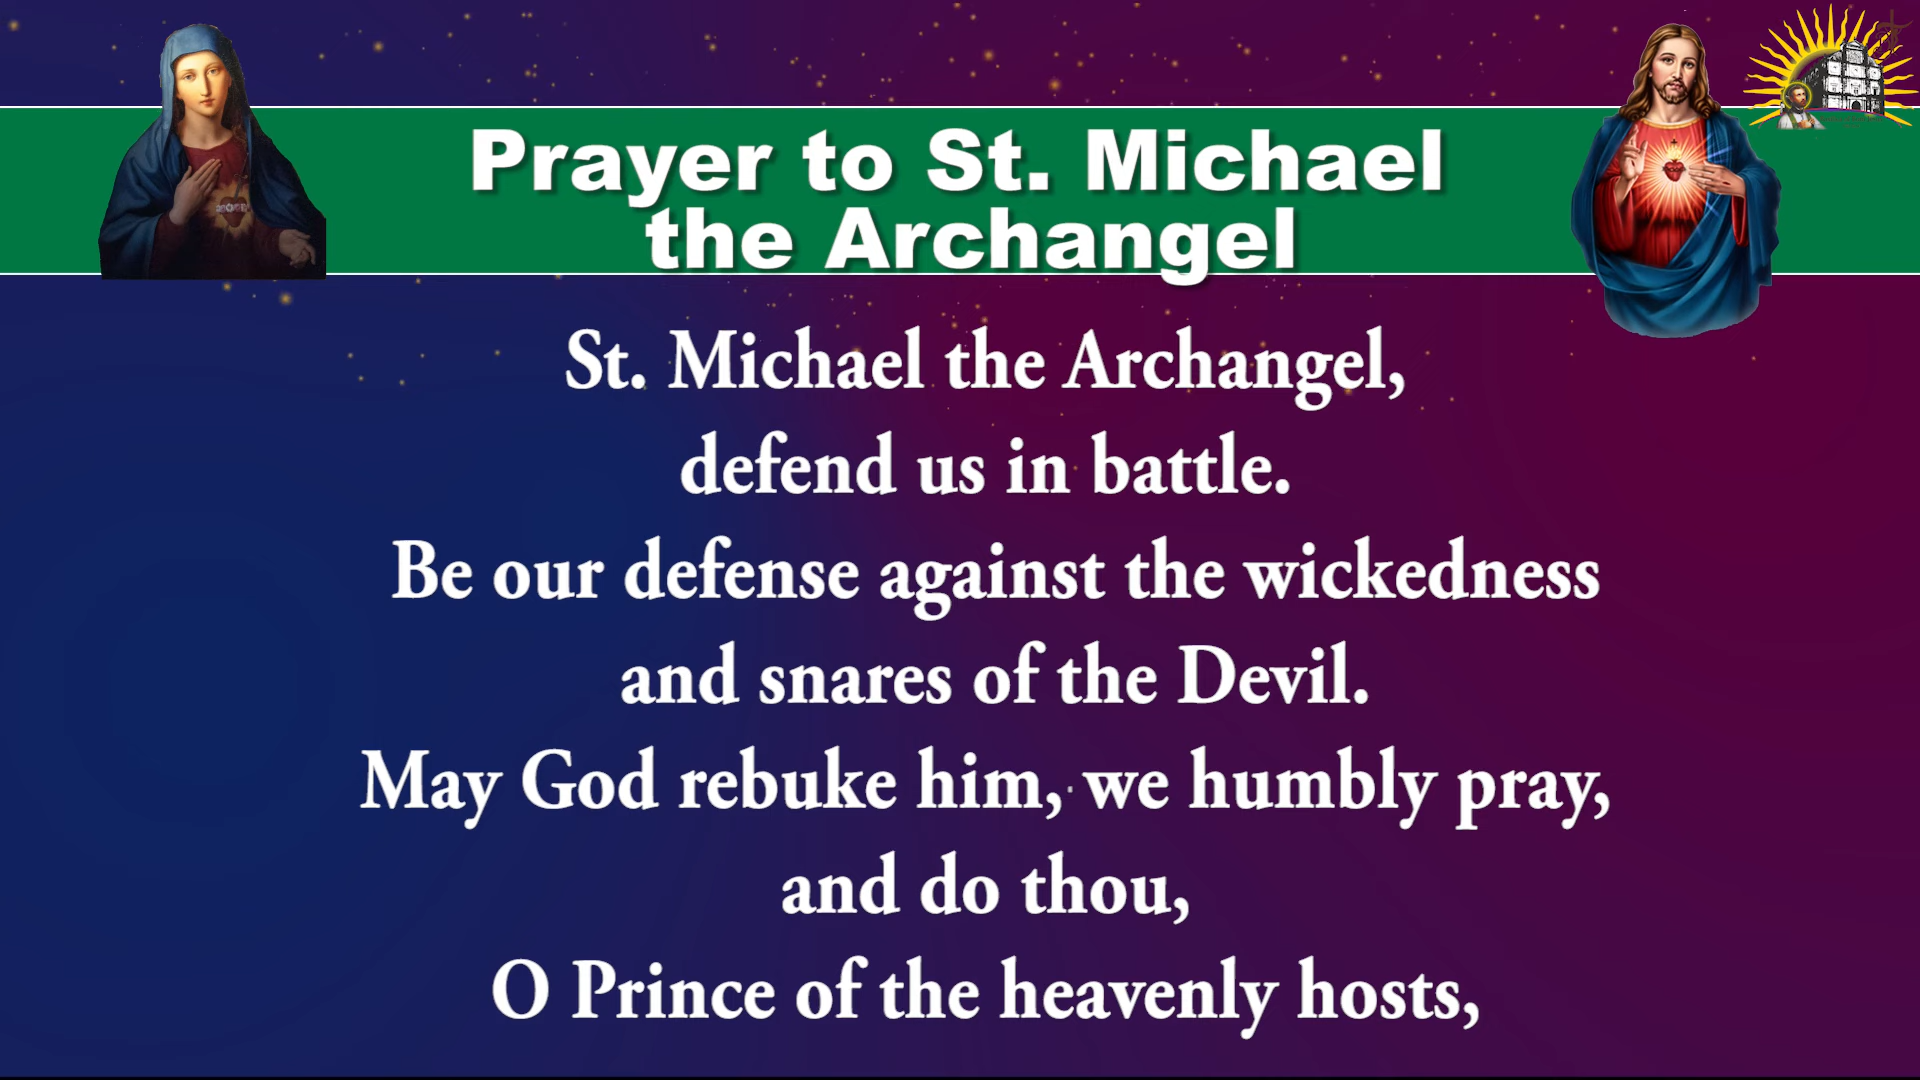 Prayer to St. Michael
the Archangel
St. Michael the Archangel,
defend us in battle.
Be our defense against the wickedness
and snares of the Devil.
May God rebuke him, we humbly pray,
and do thou,
O Prince of the heavenly hosts,